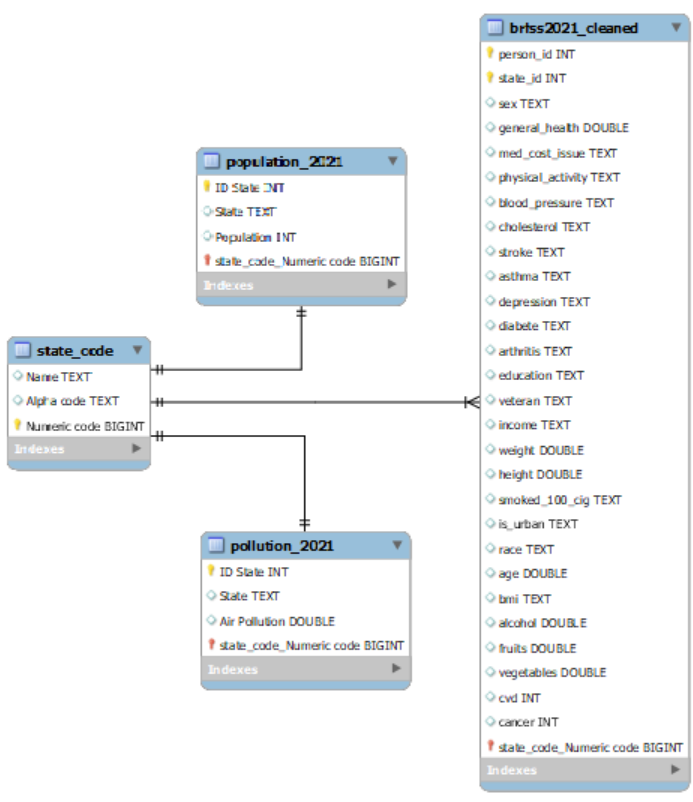 brfss2021_cleaned
person_id INT
state_id INT
sex TEXT
general_health DOUBLE
med_cost_issue TEXT
physical_activity TEXT
blood_pressure TEXT
cholesterol TEXT
stroke TEXT
asthma TEXT
depression TEXT
diabete TEXT
arthritis TEXT
education TEXT
veteran TEXT
income TEXT
weight DOUBLE
height DOUBLE
smoked_100_cig TEXT
is_urban TEXT
race TEXT
age DOUBLE
bmi TEXT
alcohol DOUBLE
fruits DOUBLE
vegetables DOUBLE
cvd INT
cancer INT
state_code_Numeric code BIGINT
Indexes
population_2021
ID State INT
State TEXT
Population INT
state_code_Numeric code BIGINT
Indexes
state_code
Name TEXT
Alpha code TEXT
Numeric code BIGINT
Indexes
pollution_2021
ID State INT
State TEXT
Air Pollution DOUBLE
state_code_Numeric code BIGINT
Indexes